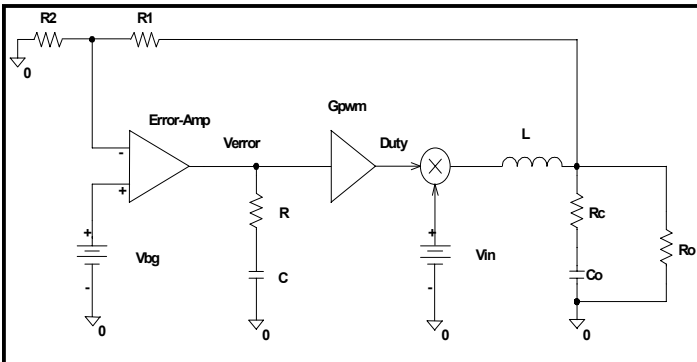 R2 R1
0
Gpwm
Error-Amp Verror Duty L
-
+
R Rc
+ + Ro
Vbg Vin
C Co
- -
0 0 0 0